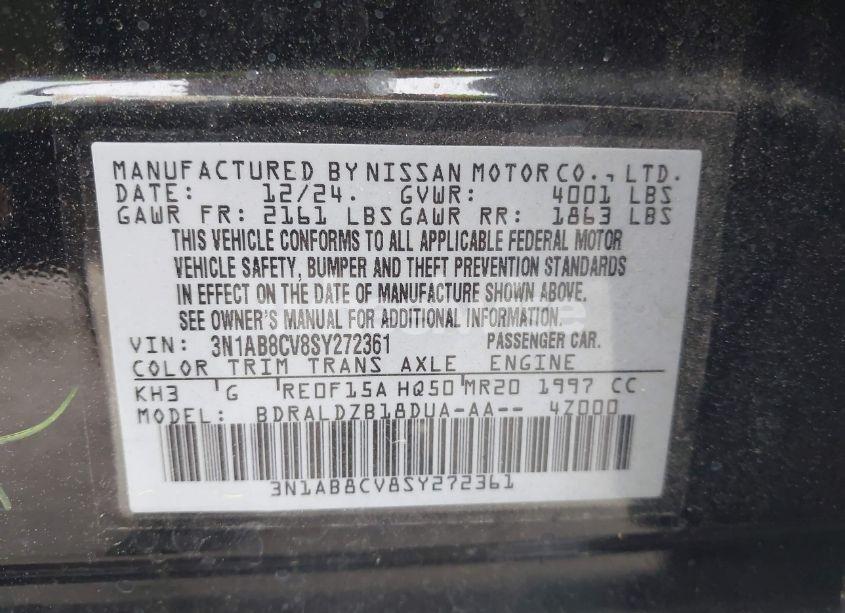 MANUFACTURED BY NISSAN MOTOR CO., LTD.
DATE: 12/24. GVWR: 4001 LBS
GAWR FR: 2161 LBS GAWR RR: 1863 LBS
THIS VEHICLE CONFORMS TO ALL APPLICABLE FEDERAL MOTOR
VEHICLE SAFETY, BUMPER AND THEFT PREVENTION STANDARDS
IN EFFECT ON THE DATE OF MANUFACTURE SHOWN ABOVE.
SEE OWNER'S MANUAL FOR ADDITIONAL INFORMATION.
VIN: 3N1AB8CV8SY272361 PASSENGER CAR.
COLOR TRIM TRANS AXLE ENGINE
KH3 G RE0F15A HQ50 MR20 1997 CC
MODEL: BDRALDZB18DUA-AA-- 4Z000
3N1AB8CV8SY272361